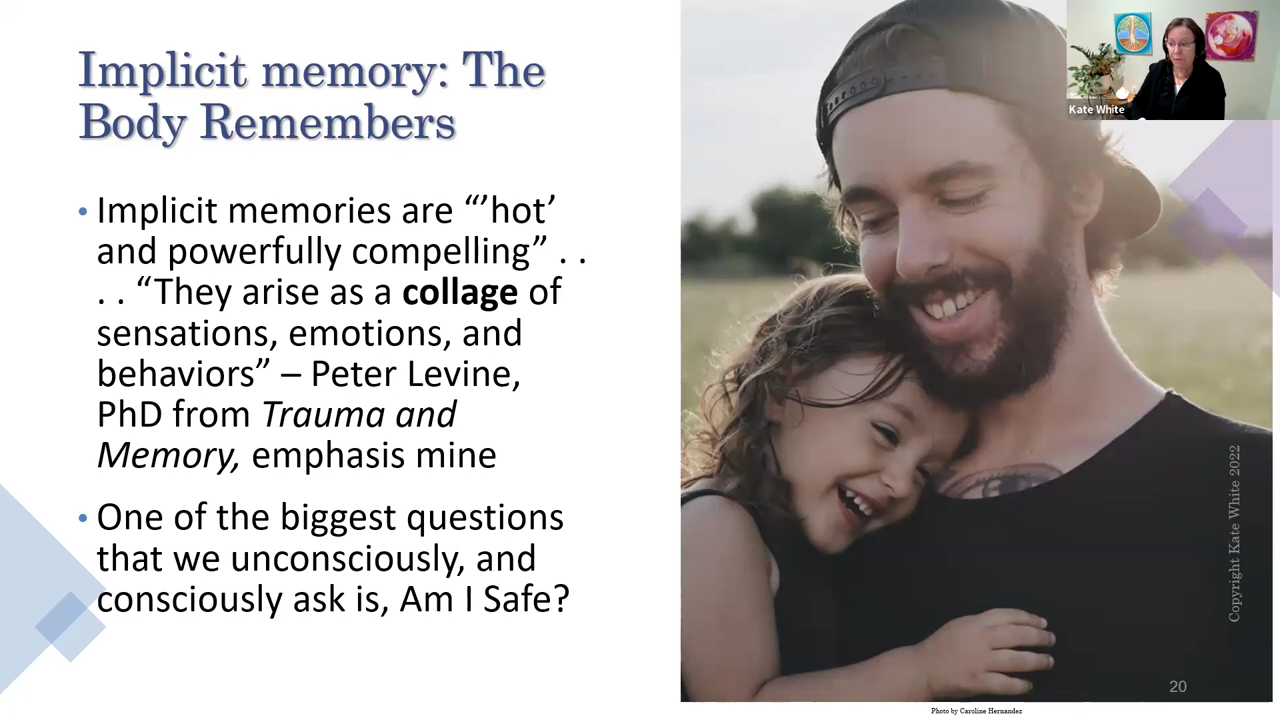 Implicit memory: The
Body Remembers
• Implicit memories are “’hot’
and powerfully compelling” . .
. . “They arise as a collage of
sensations, emotions, and
behaviors” – Peter Levine,
PhD from Trauma and
Memory, emphasis mine
• One of the biggest questions
that we unconsciously, and
consciously ask is, Am I Safe?
Kate White
Copyright Kate White 2022
20
Photo by Caroline Hernandez